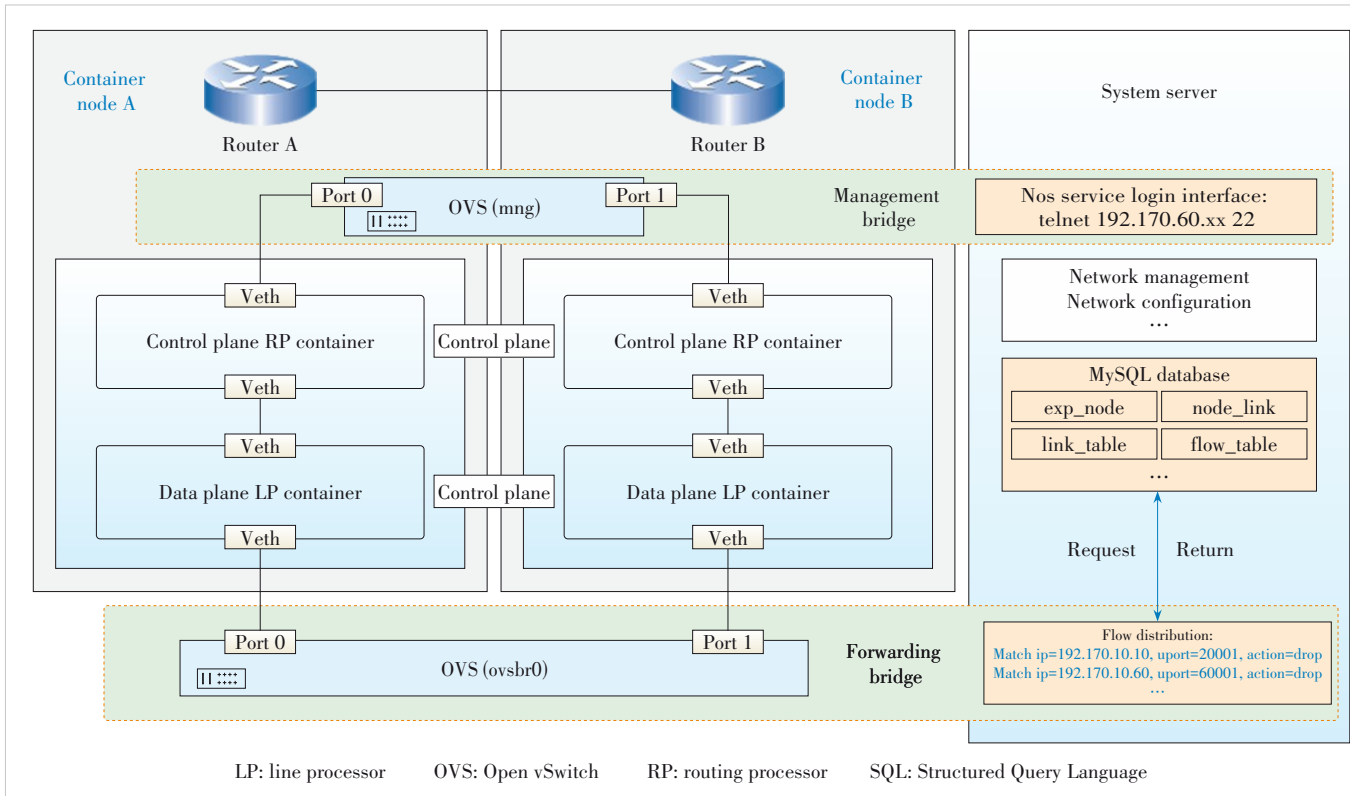 Container
node A
Router A
Container
node B
Router B
System server
Port 0
OVS (mng)
Port 1
Management
bridge
Nos service login interface:
telnet 192.170.60.xx 22
Veth
Control plane RP container
Veth
Veth
Data plane LP container
Veth
Control plane
Control plane
Veth
Control plane RP container
Veth
Veth
Data plane LP container
Veth
Network management
Network configuration
...
MySQL database
exp_node
node_link
link_table
flow_table
...
Request
Return
Port 0
Port 1
OVS (ovsbr0)
Forwarding
bridge
Flow distribution:
Match ip=192.170.10.10, uport=20001, action=drop
Match ip=192.170.10.60, uport=60001, action=drop
...
LP: line processor OVS: Open vSwitch RP: routing processor SQL: Structured Query Language